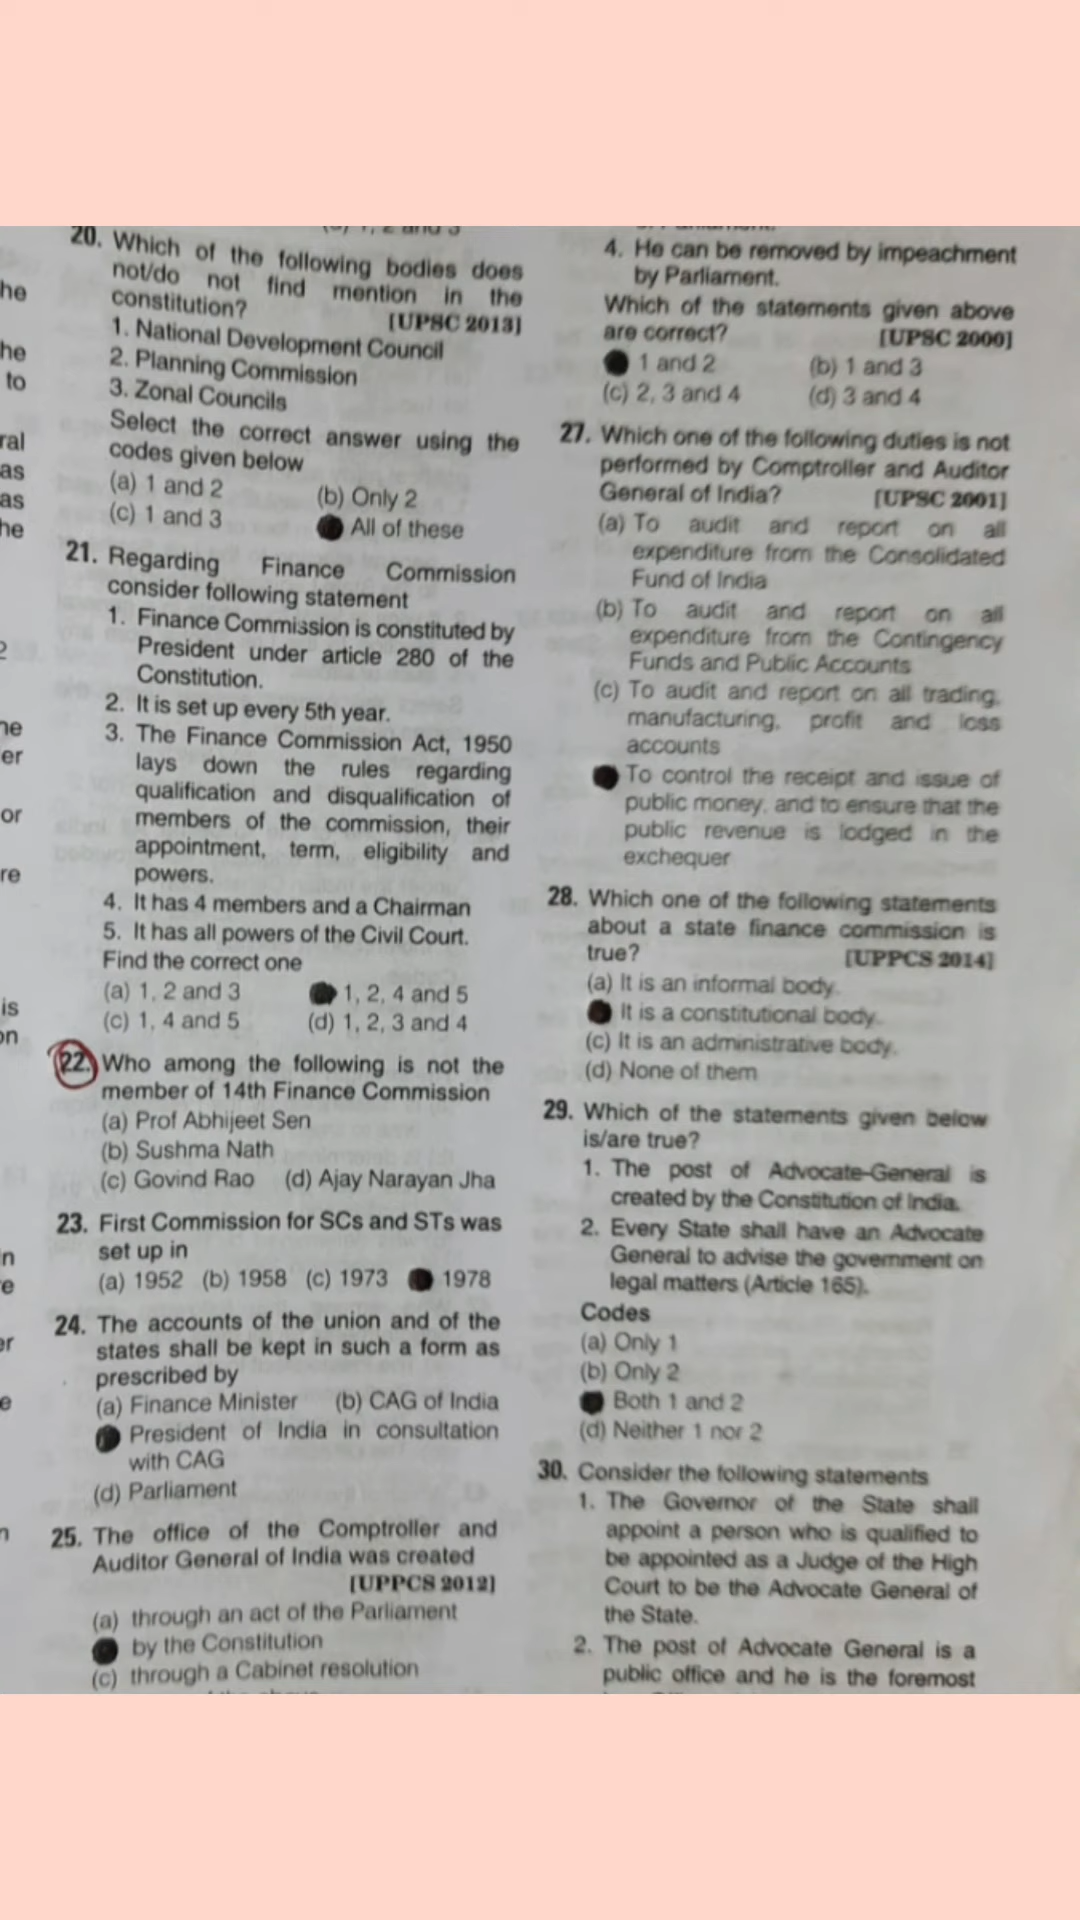 20. Which of the following bodies does
not/do not find mention in the
constitution? [UPSC 2013]
1. National Development Council
2. Planning Commission
3. Zonal Councils
Select the correct answer using the
codes given below
(a) 1 and 2 (b) Only 2
(c) 1 and 3 All of these
21. Regarding Finance Commission
consider following statement
1. Finance Commission is constituted by
President under article 280 of the
Constitution.
2. It is set up every 5th year.
3. The Finance Commission Act, 1950
lays down the rules regarding
qualification and disqualification of
members of the commission, their
appointment, term, eligibility and
powers.
4. It has 4 members and a Chairman
5. It has all powers of the Civil Court.
Find the correct one
(a) 1, 2 and 3 1, 2, 4 and 5
(c) 1, 4 and 5 (d) 1, 2, 3 and 4
22. Who among the following is not the
member of 14th Finance Commission
(a) Prof Abhijeet Sen
(b) Sushma Nath
(c) Govind Rao (d) Ajay Narayan Jha
23. First Commission for SCs and STs was
set up in
(a) 1952 (b) 1958 (c) 1973 1978
24. The accounts of the union and of the
states shall be kept in such a form as
prescribed by
(a) Finance Minister (b) CAG of India
President of India in consultation
with CAG
(d) Parliament
25. The office of the Comptroller and
Auditor General of India was created
[UPPCS 2012]
(a) through an act of the Parliament
by the Constitution
(c) through a Cabinet resolution
4. He can be removed by impeachment
by Parliament.
Which of the statements given above
are correct? [UPSC 2000]
1 and 2 (b) 1 and 3
(c) 2, 3 and 4 (d) 3 and 4
27. Which one of the following duties is not
performed by Comptroller and Auditor
General of India? [UPSC 2001]
(a) To audit and report on all
expenditure from the Consolidated
Fund of India
(b) To audit and report on all
expenditure from the Contingency
Funds and Public Accounts
(c) To audit and report on all trading,
manufacturing, profit and loss
accounts
To control the receipt and issue of
public money, and to ensure that the
public revenue is lodged in the
exchequer
28. Which one of the following statements
about a state finance commission is
true? [UPPCS 2014]
(a) It is an informal body.
It is a constitutional body.
(c) It is an administrative body.
(d) None of them
29. Which of the statements given below
is/are true?
1. The post of Advocate-General is
created by the Constitution of India.
2. Every State shall have an Advocate
General to advise the government on
legal matters (Article 165).
Codes
(a) Only 1
(b) Only 2
Both 1 and 2
(d) Neither 1 nor 2
30. Consider the following statements
1. The Governor of the State shall
appoint a person who is qualified to
be appointed as a Judge of the High
Court to be the Advocate General of
the State.
2. The post of Advocate General is a
public office and he is the foremost